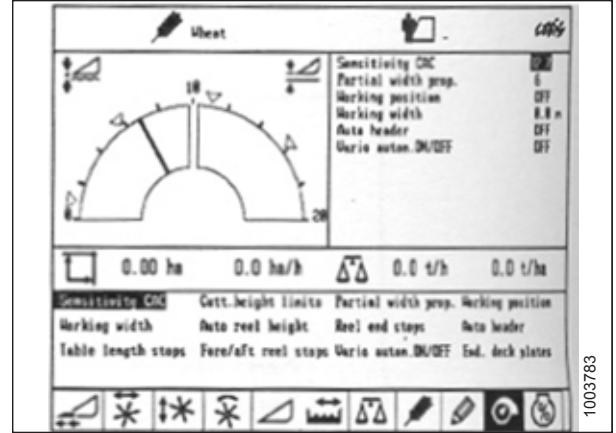 Wheat
Sensitivity CAC
Partial width prop. 6
Working position OFF
Working width 0.0 m
Auto header OFF
Vario autom.ON/OFF OFF
10
0
20
0.00 ha 0.0 ha/h 0.0 t/h 0.0 t/ha
Sensitivity CAC Cutt.height limits Partial width prop. Working position
Working width Auto reel height Reel end stops Auto header
Table length stops Fore/aft reel stops Vario autom.ON/OFF End. deck plates
1003783